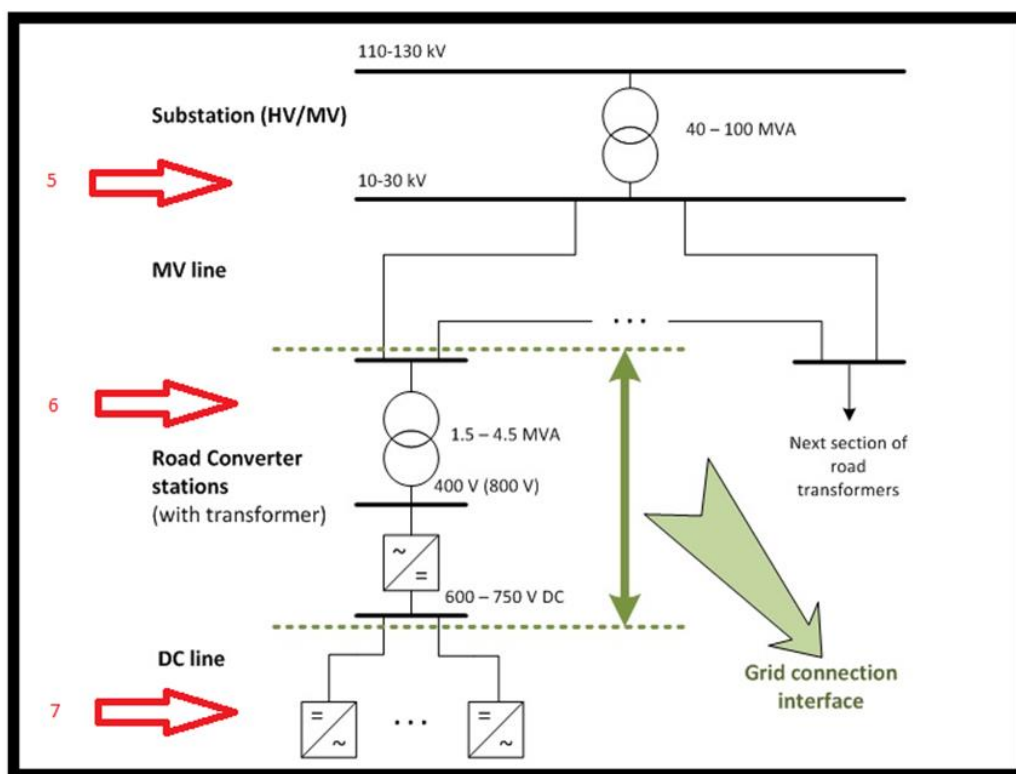 110-130 kV
Substation (HV/MV)
40 – 100 MVA
5
10-30 kV
MV line
...
6
1.5 – 4.5 MVA
Road Converter
stations
(with transformer)
400 V (800 V)
Next section of
road
transformers
~
=
600 – 750 V DC
DC line
Grid connection
interface
7
=
~
...
=
~